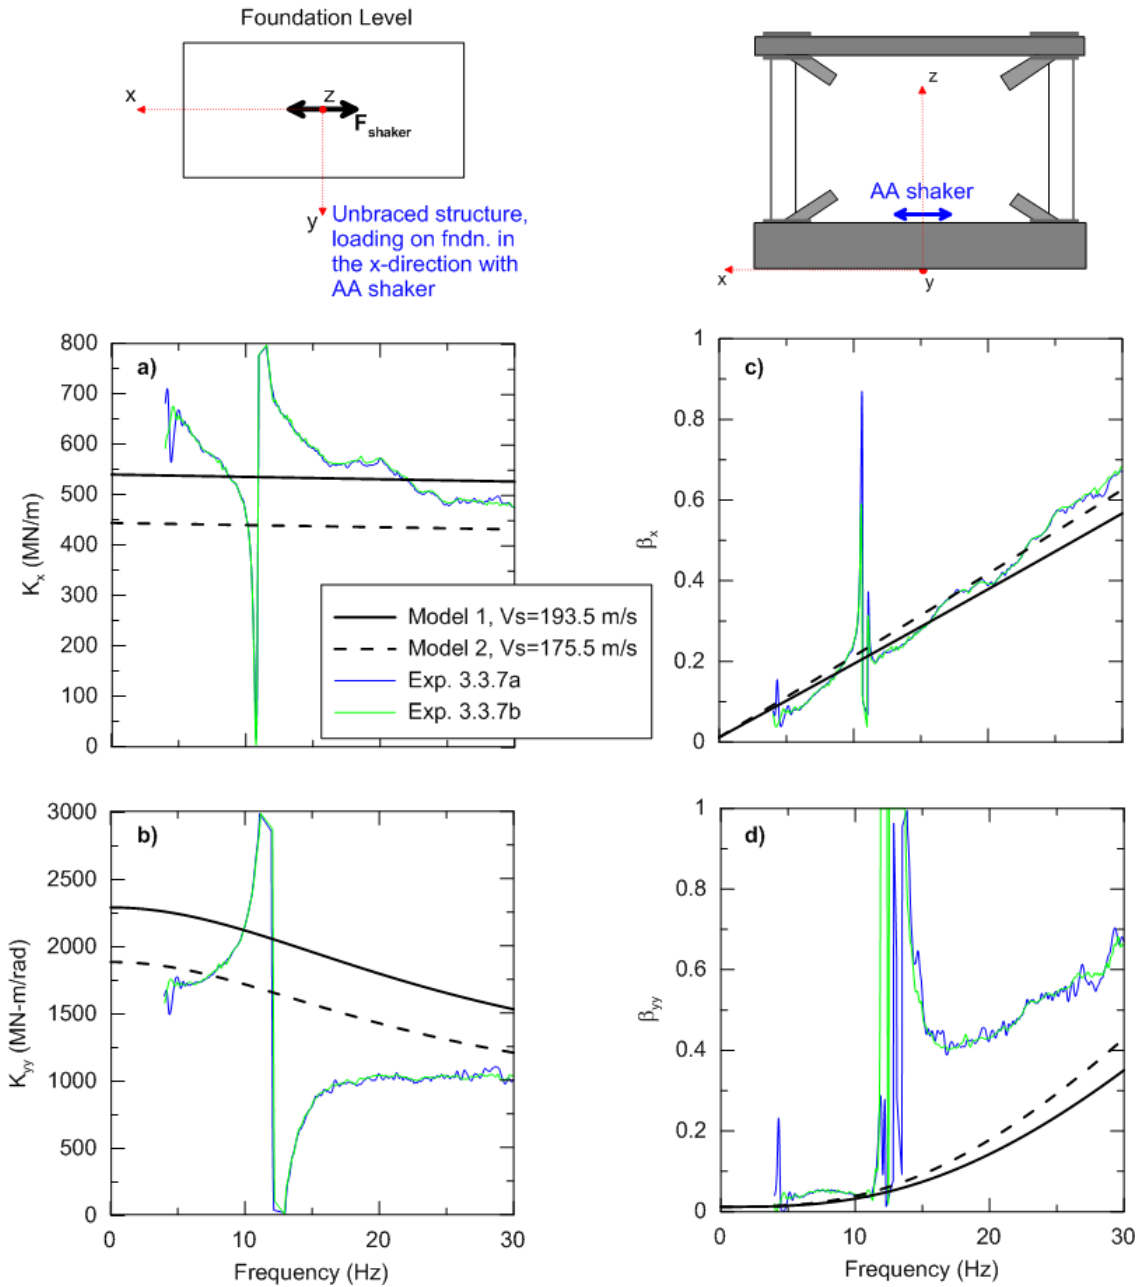 Foundation Level
x
z
F shaker
y
Unbraced structure,
loading on fndn. in
the x-direction with
AA shaker
z
AA shaker
x
y
a)
800
700
600
500
400
300
200
100
0
K_x (MN/m)
Model 1, Vs=193.5 m/s
Model 2, Vs=175.5 m/s
Exp. 3.3.7a
Exp. 3.3.7b
c)
1
0.8
0.6
0.4
0.2
0
β_x
b)
3000
2500
2000
1500
1000
500
0
K_yy (MN-m/rad)
0
10
20
30
Frequency (Hz)
d)
1
0.8
0.6
0.4
0.2
0
β_yy
0
10
20
30
Frequency (Hz)